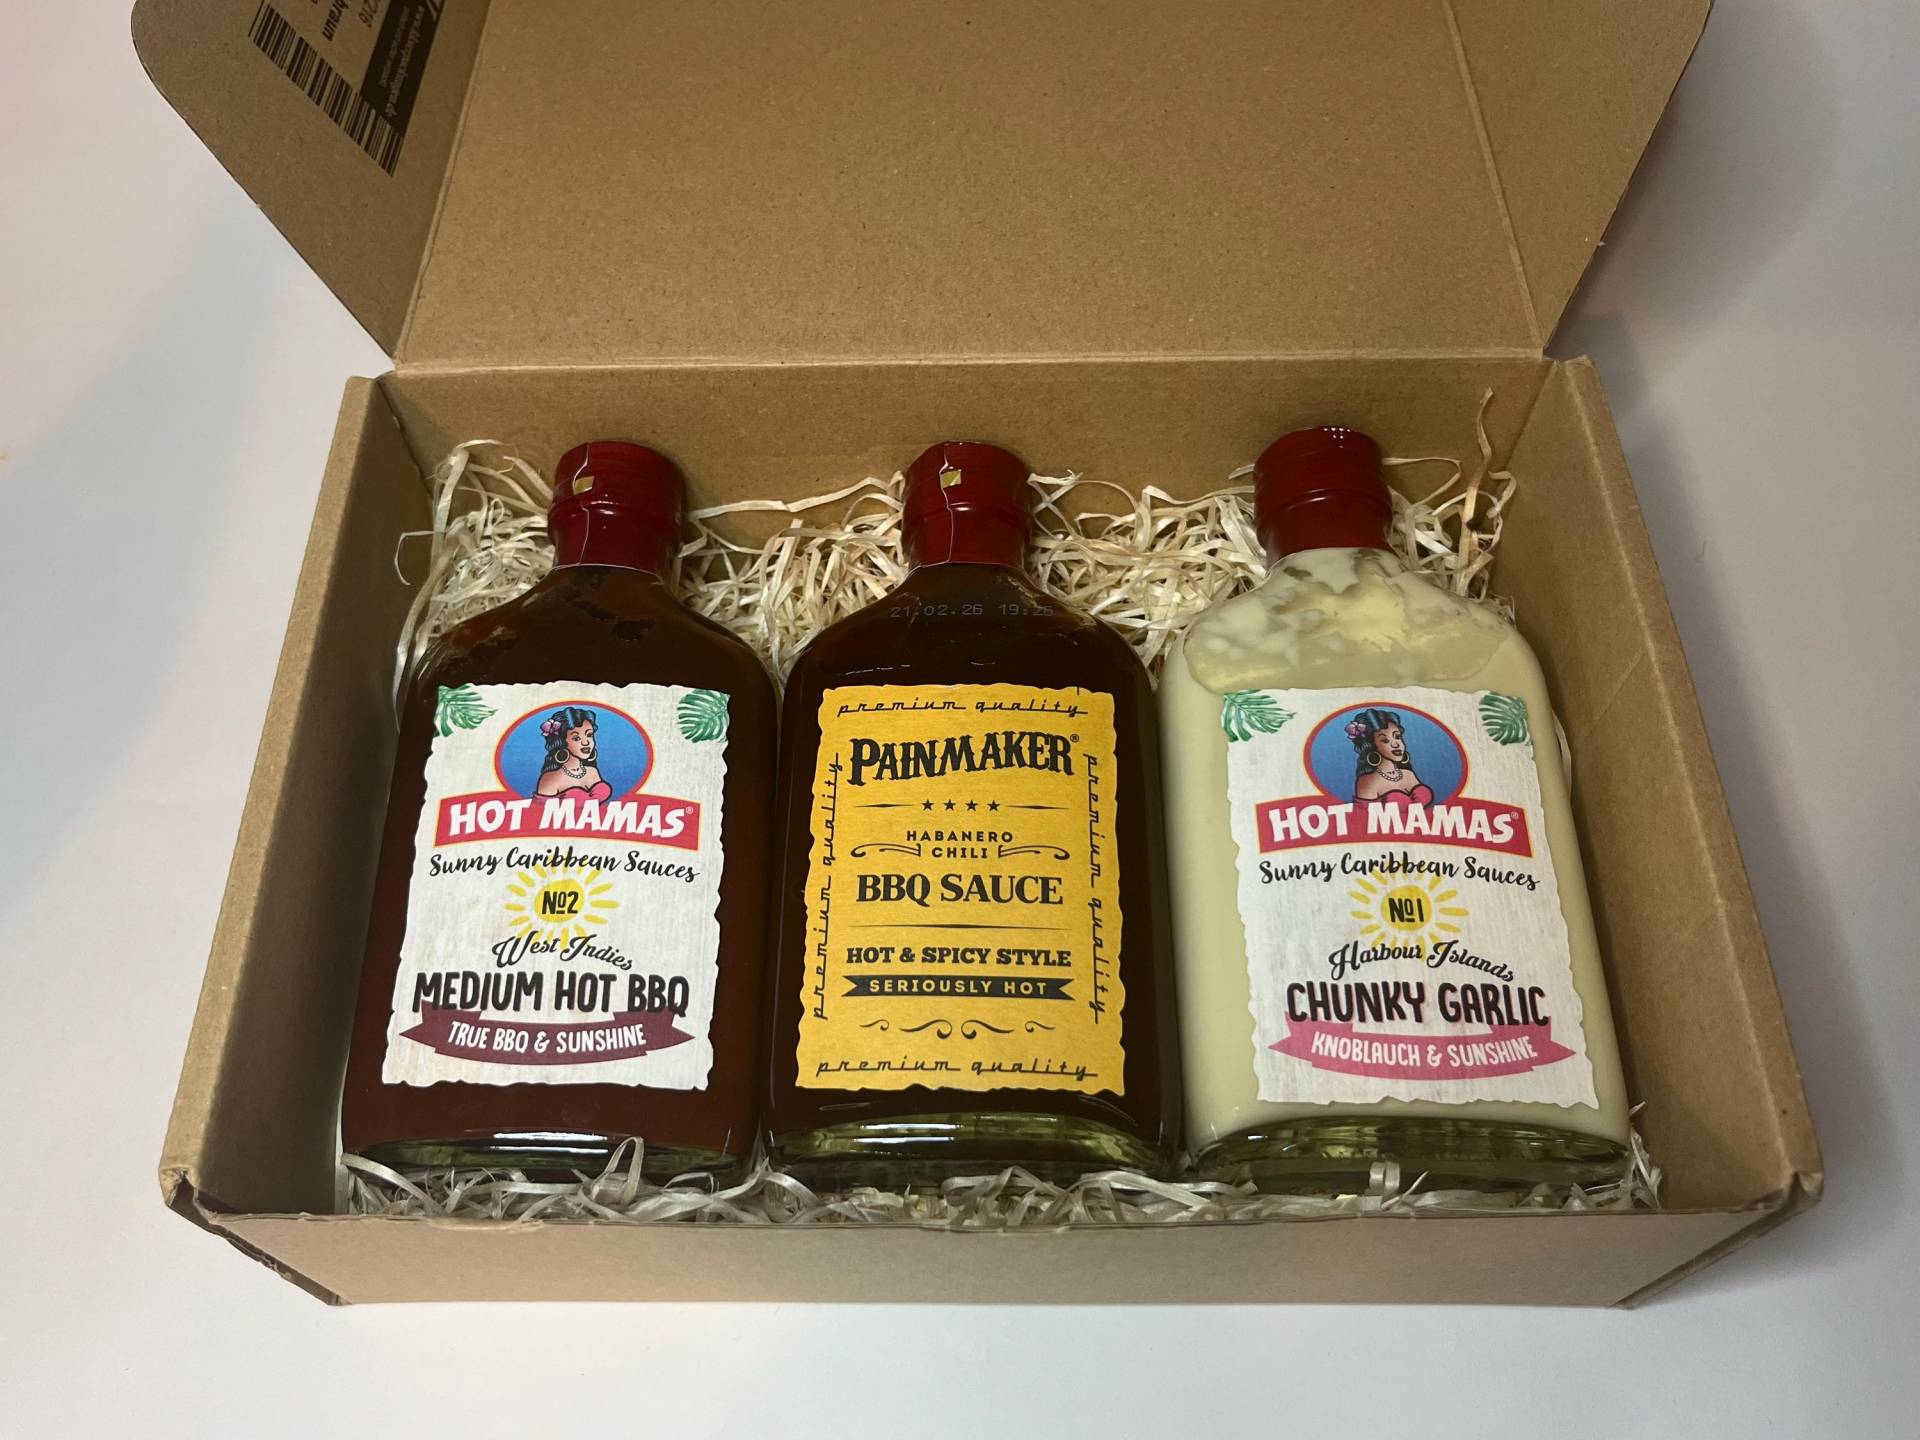 braun
HOT MAMAS®
Sunny Caribbean Sauces
Nº2
West Indies
MEDIUM HOT BBQ
TRUE BBQ & SUNSHINE
21.02.26 19:26
premium quality
premium quality
premium quality
PAINMAKER®
HABANERO
CHILI
BBQ SAUCE
HOT & SPICY STYLE
SERIOUSLY HOT
premium quality
HOT MAMAS®
Sunny Caribbean Sauces
Nº1
Harbour Islands
CHUNKY GARLIC
KNOBLAUCH & SUNSHINE